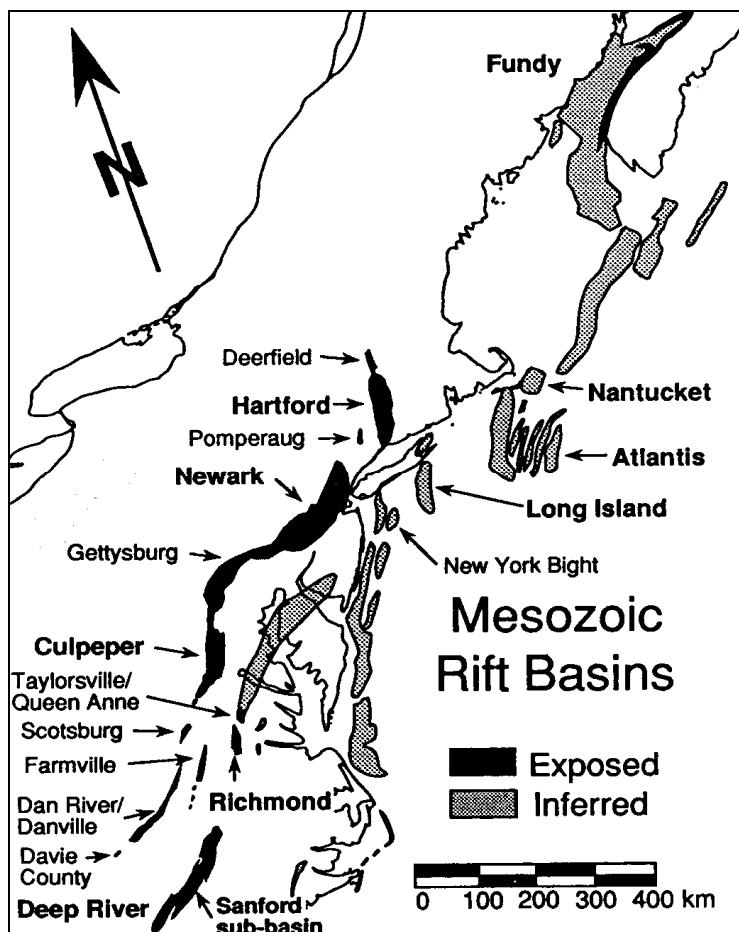 Fundy
N
Deerfield
Hartford
Pomperaug
Newark
Gettysburg
Culpeper
Taylorsville/
Queen Anne
Scotsburg
Farmville
Richmond
Dan River/
Danville
Davie
County
Deep River
Sanford
sub-basin
Nantucket
Atlantis
Long Island
New York Bight
Mesozoic
Rift Basins
Exposed
Inferred
0 100 200 300 400 km